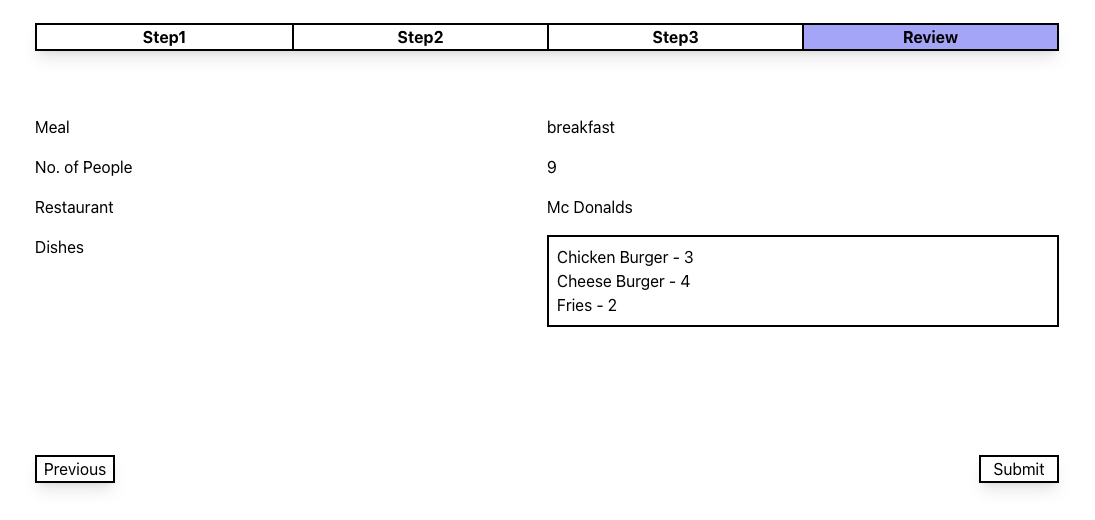 Step1 Step2 Step3 Review
Meal breakfast
No. of People 9
Restaurant Mc Donalds
Dishes
Chicken Burger - 3
Cheese Burger - 4
Fries - 2
Previous Submit